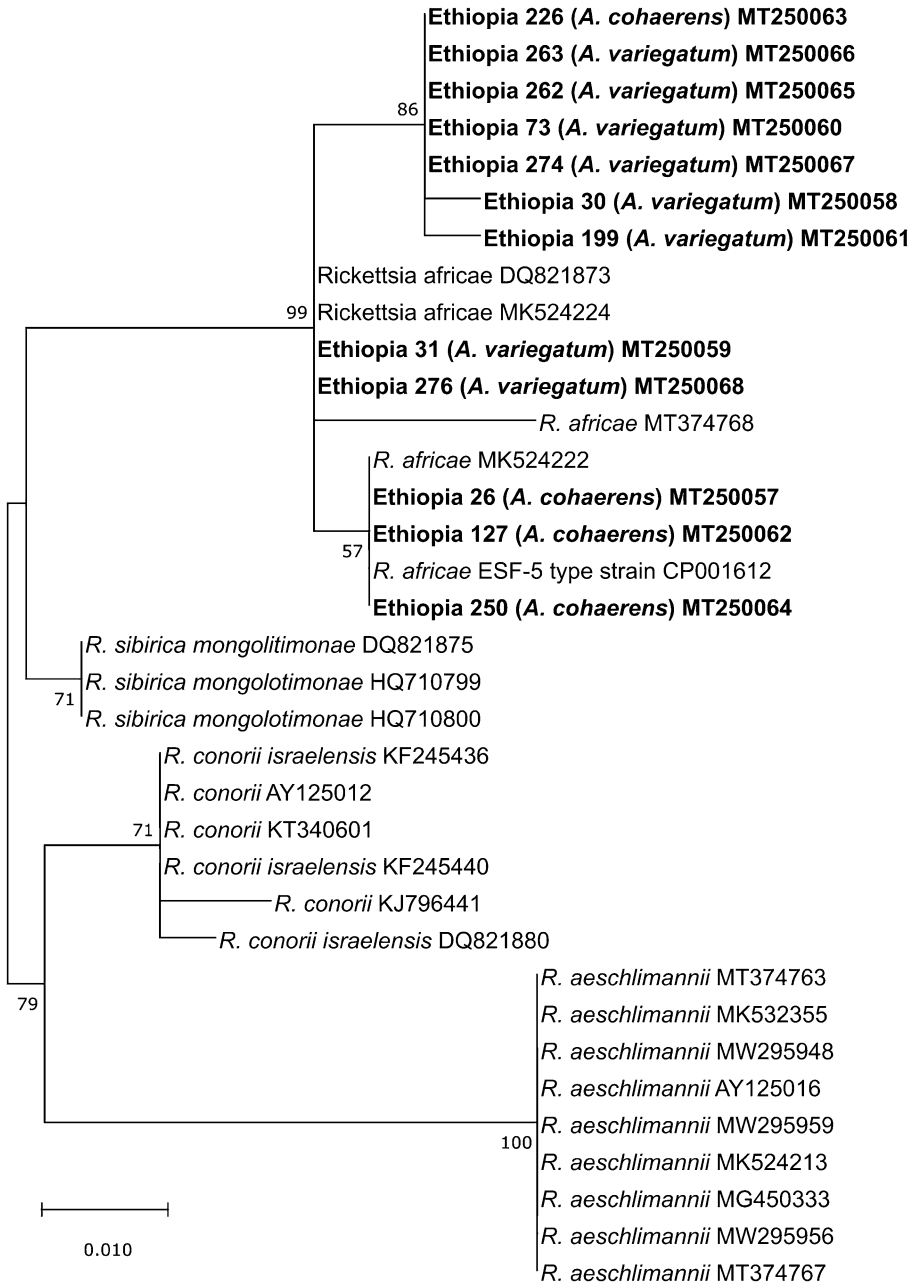 Ethiopia 226 (A. cohaerens) MT250063
Ethiopia 263 (A. variegatum) MT250066
86
Ethiopia 262 (A. variegatum) MT250065
Ethiopia 73 (A. variegatum) MT250060
Ethiopia 274 (A. variegatum) MT250067
Ethiopia 30 (A. variegatum) MT250058
Ethiopia 199 (A. variegatum) MT250061
Rickettsia africae DQ821873
99
Rickettsia africae MK524224
Ethiopia 31 (A. variegatum) MT250059
Ethiopia 276 (A. variegatum) MT250068
R. africae MT374768
R. africae MK524222
Ethiopia 26 (A. cohaerens) MT250057
Ethiopia 127 (A. cohaerens) MT250062
57
R. africae ESF-5 type strain CP001612
Ethiopia 250 (A. cohaerens) MT250064
R. sibirica mongolitimonae DQ821875
R. sibirica mongolotimonae HQ710799
71
R. sibirica mongolotimonae HQ710800
R. conorii israelensis KF245436
R. conorii AY125012
71
R. conorii KT340601
R. conorii israelensis KF245440
R. conorii KJ796441
R. conorii israelensis DQ821880
R. aeschlimannii MT374763
79
R. aeschlimannii MK532355
R. aeschlimannii MW295948
R. aeschlimannii AY125016
R. aeschlimannii MW295959
100
R. aeschlimannii MK524213
R. aeschlimannii MG450333
R. aeschlimannii MW295956
0.010
R. aeschlimannii MT374767